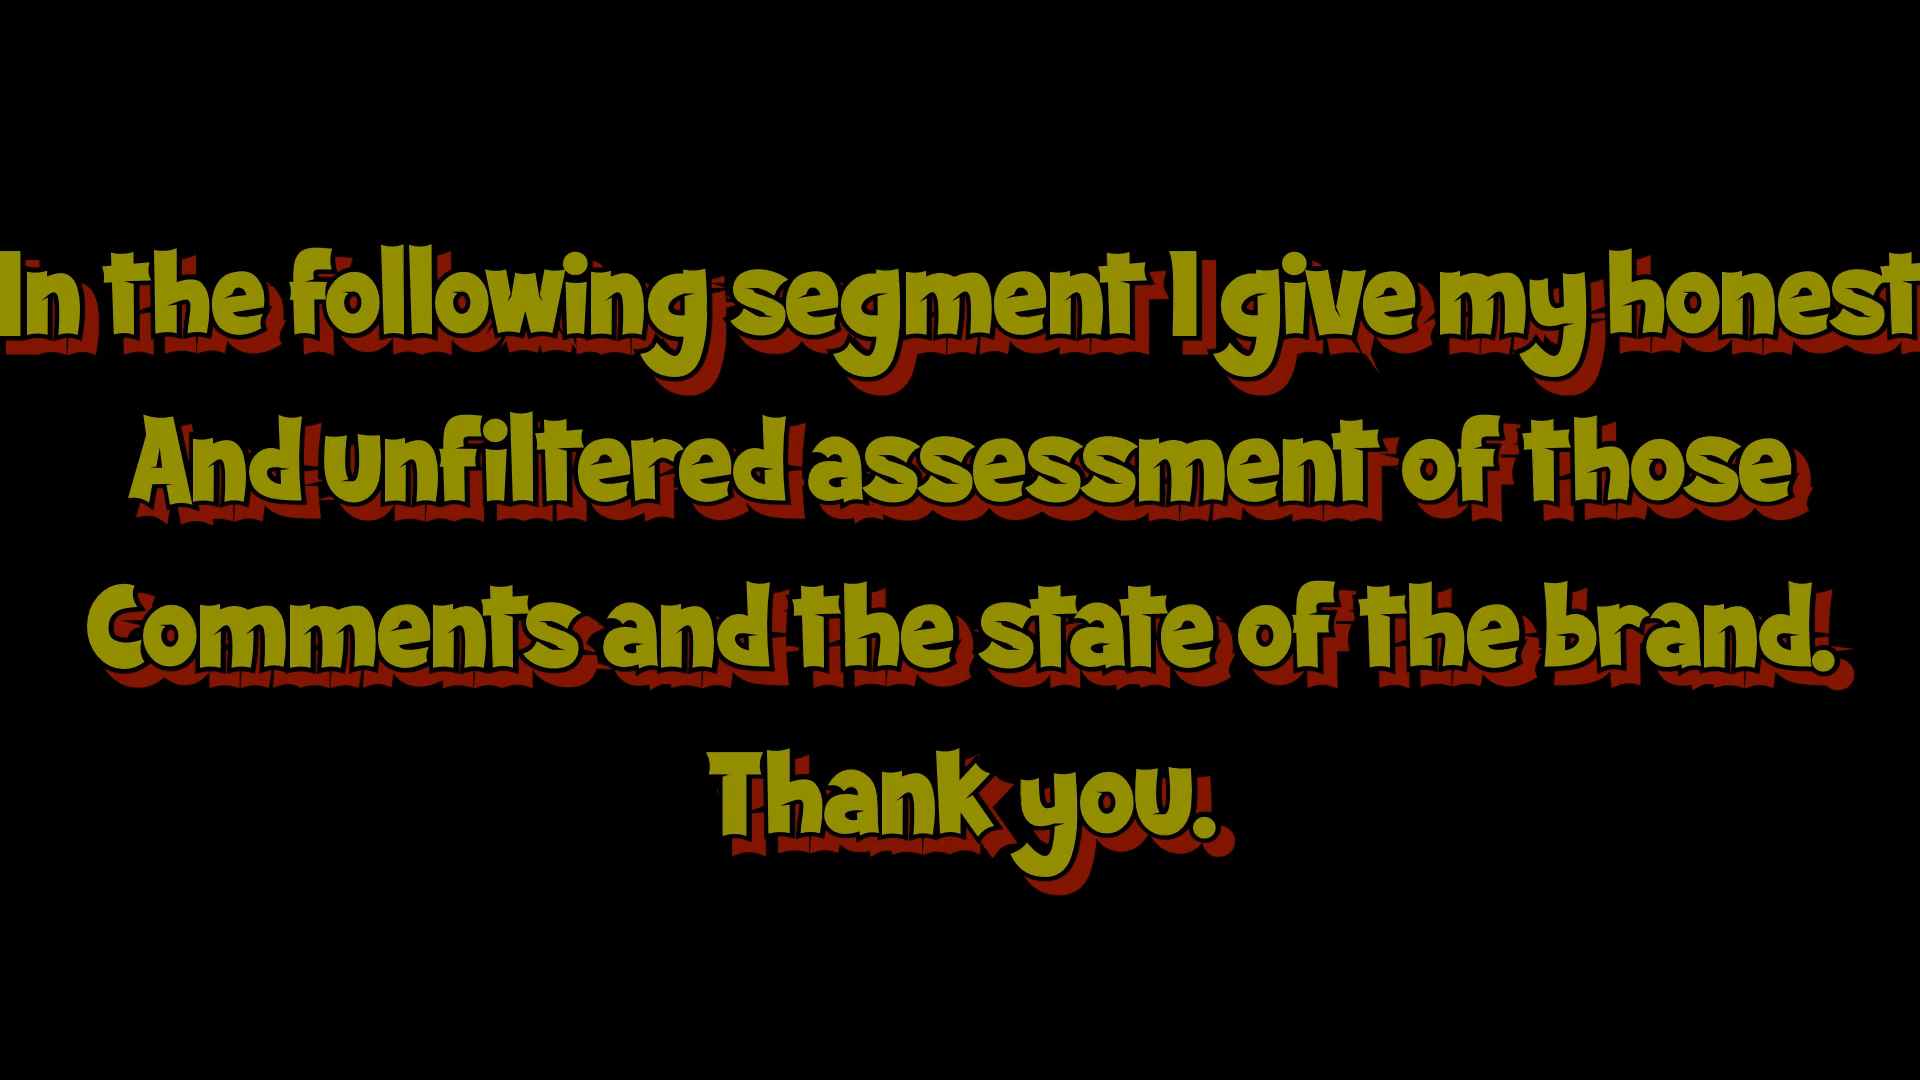 In the following segment I give my honest
And unfiltered assessment of those
Comments and the state of the brand.
Thank you.